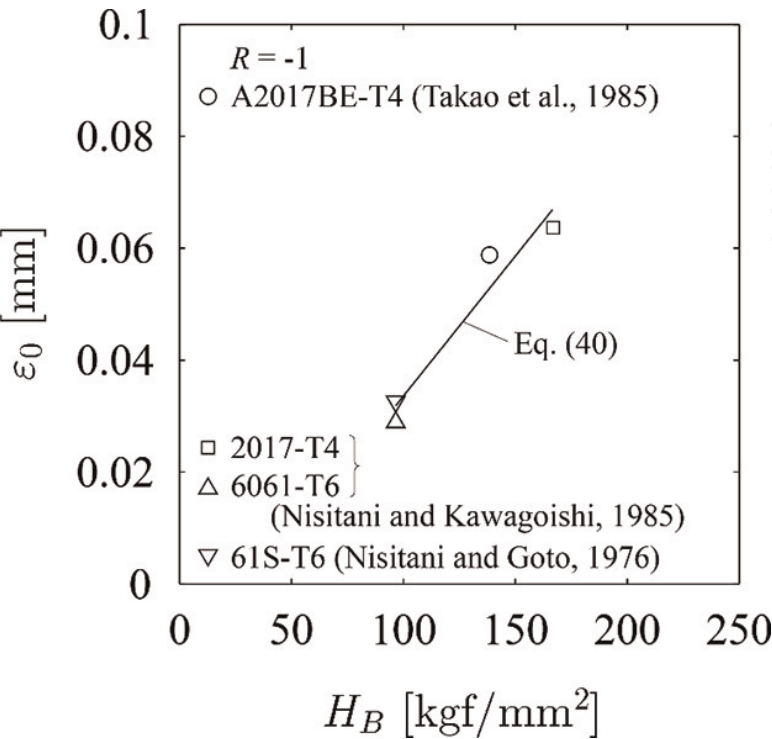 0.1
0.08
0.06
0.04
0.02
0
ε0 [mm]
R = -1
A2017BE-T4 (Takao et al., 1985)
Eq. (40)
2017-T4
6061-T6
(Nisitani and Kawagoishi, 1985)
61S-T6 (Nisitani and Goto, 1976)
0 50 100 150 200 250
HB [kgf/mm²]